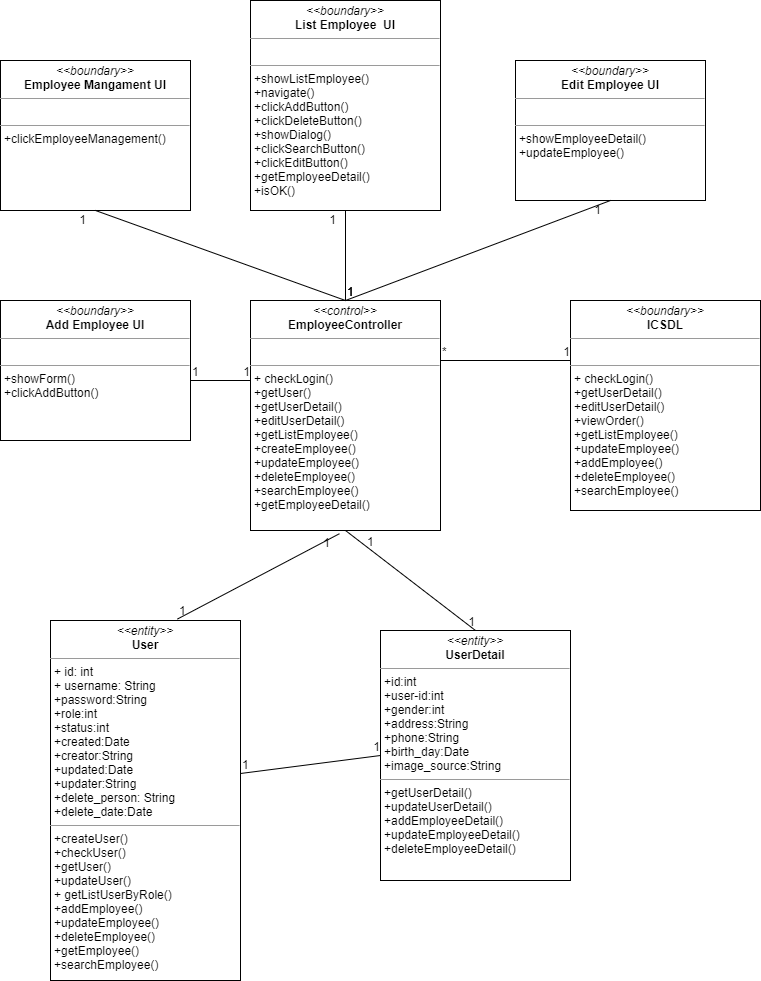 <<boundary>>
List Employee UI
+showListEmployee()
+navigate()
+clickAddButton()
+clickDeleteButton()
+showDialog()
+clickSearchButton()
+clickEditButton()
+getEmployeeDetail()
+isOK()
<<boundary>>
Employee Mangament UI
+clickEmployeeManagement()
<<boundary>>
Edit Employee UI
+showEmployeeDetail()
+updateEmployee()
1
1
1
1
<<boundary>>
Add Employee UI
+showForm()
+clickAddButton()
1
1
<<control>>
EmployeeController
+ checkLogin()
+getUser()
+getUserDetail()
+editUserDetail()
+getListEmployee()
+createEmployee()
+updateEmployee()
+deleteEmployee()
+searchEmployee()
+getEmployeeDetail()
*
1
<<boundary>>
ICSDL
+ checkLogin()
+getUserDetail()
+editUserDetail()
+viewOrder()
+getListEmployee()
+updateEmployee()
+addEmployee()
+deleteEmployee()
+searchEmployee()
1
1
1
1
<<entity>>
User
+ id: int
+ username: String
+password:String
+role:int
+status:int
+created:Date
+creator:String
+updated:Date
+updater:String
+delete_person: String
+delete_date:Date
+createUser()
+checkUser()
+getUser()
+updateUser()
+ getListUserByRole()
+addEmployee()
+updateEmployee()
+deleteEmployee()
+getEmployee()
+searchEmployee()
1
1
<<entity>>
UserDetail
+id:int
+user-id:int
+gender:int
+address:String
+phone:String
+birth_day:Date
+image_source:String
+getUserDetail()
+updateUserDetail()
+addEmployeeDetail()
+updateEmployeeDetail()
+deleteEmployeeDetail()